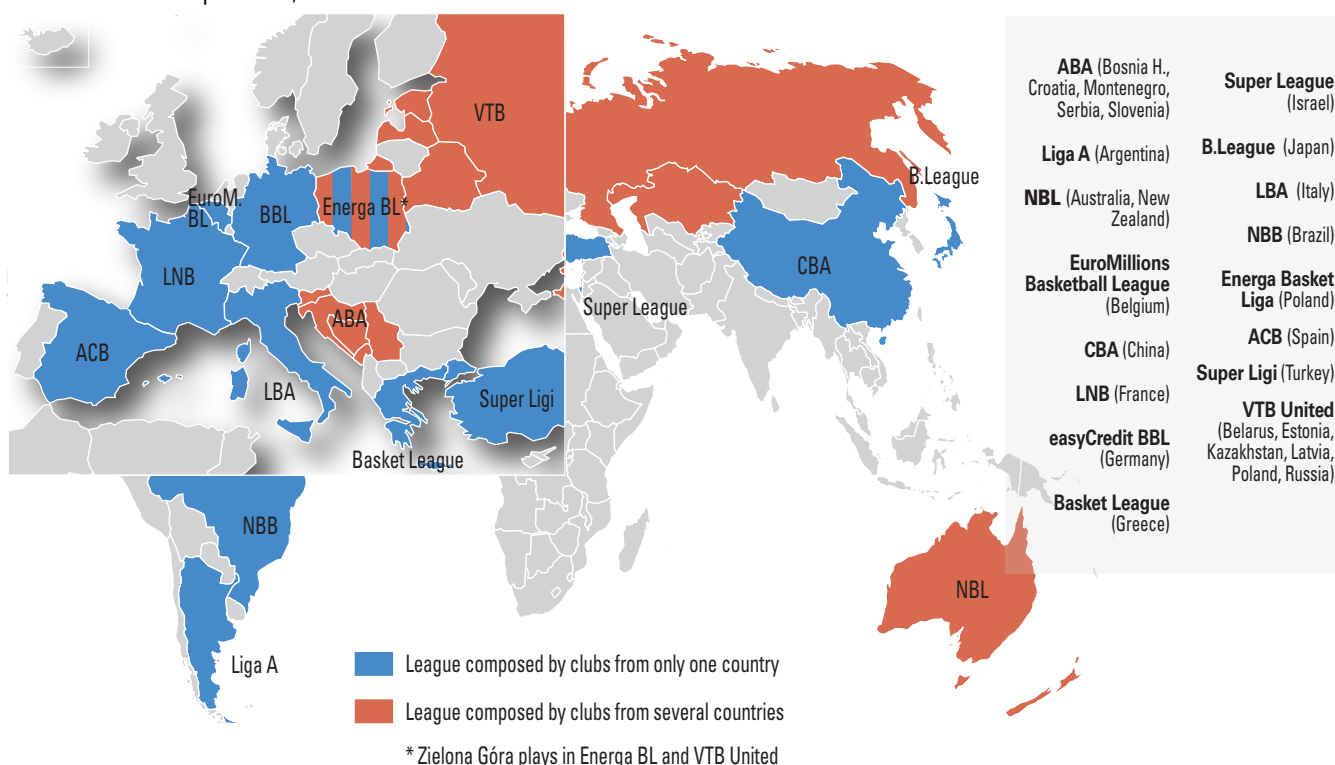 VTB
EuroM.
BL
BBL
Energa BL*
LNB
ABA
ACB
LBA
Super Ligi
Basket League
B.League
CBA
Super League
NBB
Liga A
NBL
League composed by clubs from only one country
League composed by clubs from several countries
* Zielona Góra plays in Energa BL and VTB United
ABA (Bosnia H.,
Croatia, Montenegro,
Serbia, Slovenia)
Liga A (Argentina)
NBL (Australia, New
Zealand)
EuroMillions
Basketball League
(Belgium)
CBA (China)
LNB (France)
easyCredit BBL
(Germany)
Basket League
(Greece)
Super League
(Israel)
B.League (Japan)
LBA (Italy)
NBB (Brazil)
Energa Basket
Liga (Poland)
ACB (Spain)
Super Ligi (Turkey)
VTB United
(Belarus, Estonia,
Kazakhstan, Latvia,
Poland, Russia)